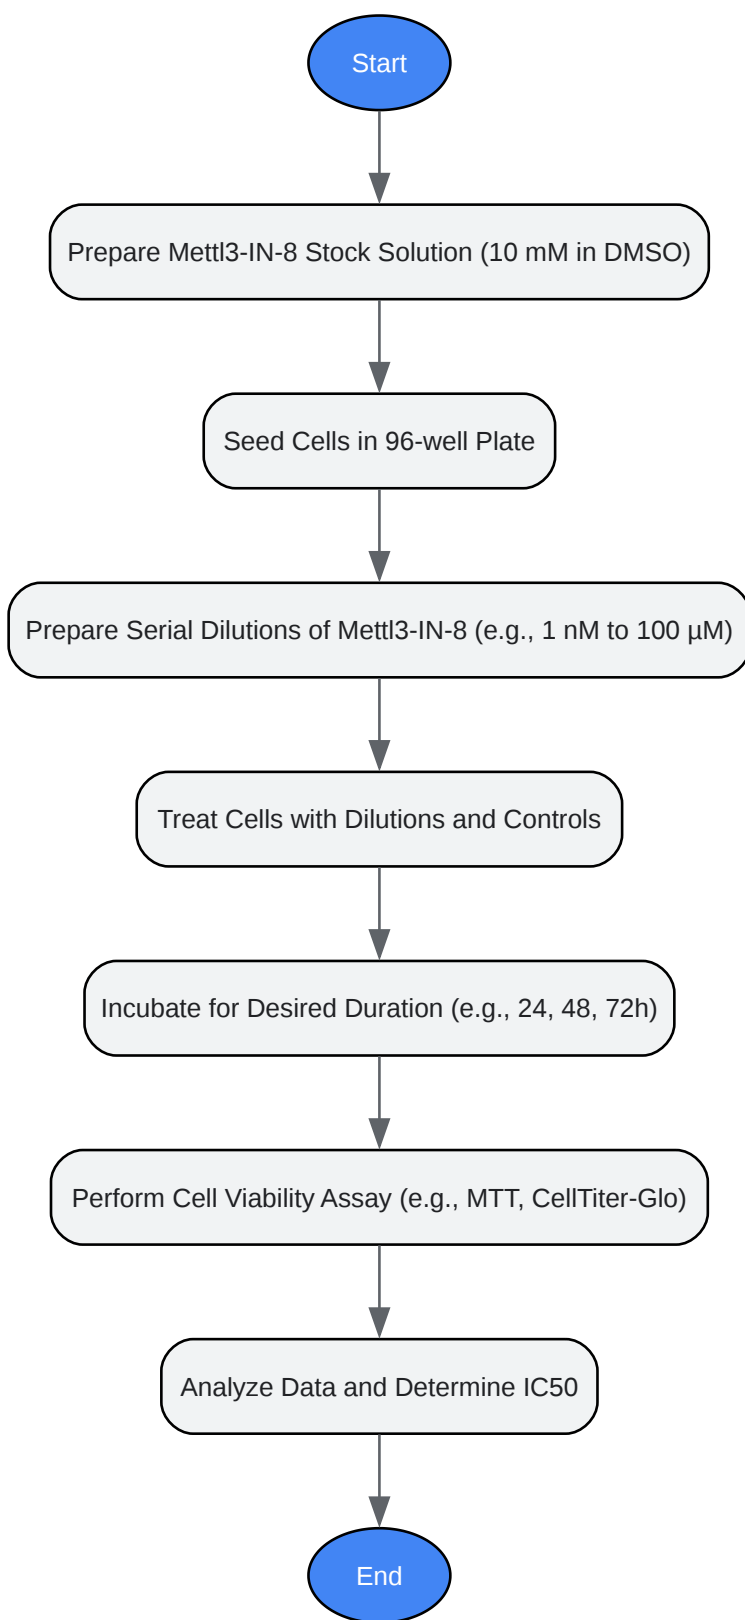 Start
Prepare Mettl3-IN-8 Stock Solution (10 mM in DMSO)
Seed Cells in 96-well Plate
Prepare Serial Dilutions of Mettl3-IN-8 (e.g., 1 nM to 100 µM)
Treat Cells with Dilutions and Controls
Incubate for Desired Duration (e.g., 24, 48, 72h)
Perform Cell Viability Assay (e.g., MTT, CellTiter-Glo)
Analyze Data and Determine IC50
End